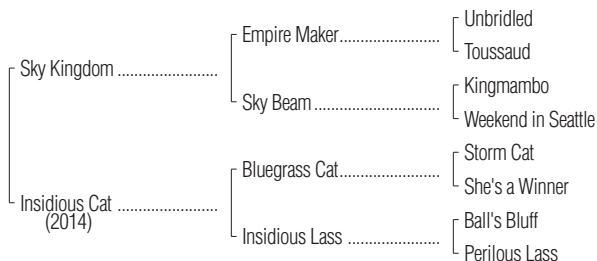 Unbridled
Empire Maker
Toussaud
Sky Kingdom
Kingmambo
Sky Beam
Weekend in Seattle
Storm Cat
Bluegrass Cat
She's a Winner
Insidious Cat
(2014)
Ball's Bluff
Insidious Lass
Perilous Lass